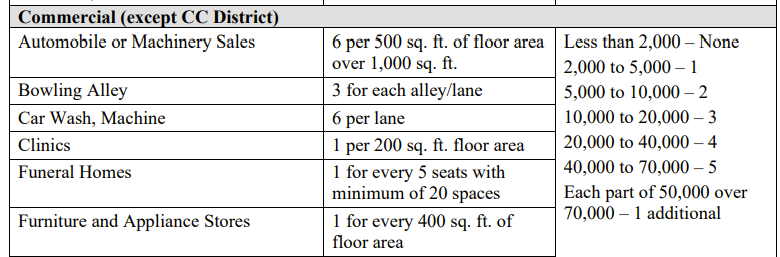 Commercial (except CC District)
Automobile or Machinery Sales
6 per 500 sq. ft. of floor area
over 1,000 sq. ft.
Bowling Alley
3 for each alley/lane
Car Wash, Machine
6 per lane
Clinics
1 per 200 sq. ft. floor area
Funeral Homes
1 for every 5 seats with
minimum of 20 spaces
Furniture and Appliance Stores
1 for every 400 sq. ft. of
floor area
Less than 2,000 – None
2,000 to 5,000 – 1
5,000 to 10,000 – 2
10,000 to 20,000 – 3
20,000 to 40,000 – 4
40,000 to 70,000 – 5
Each part of 50,000 over
70,000 – 1 additional